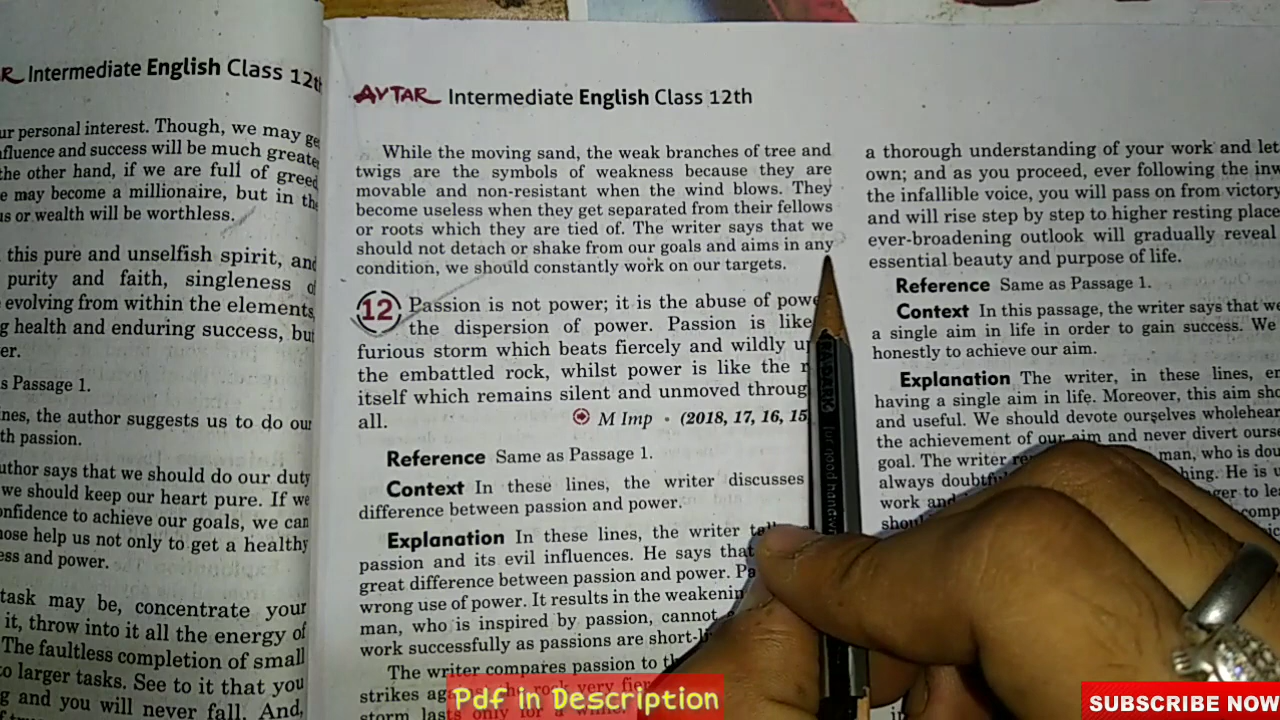 R Intermediate English Class 12th
ur personal interest. Though, we may get
nfluence and success will be much greate
the other hand, if we are full of greed
e may become a millionaire, but in the
us or wealth will be worthless.
this pure and unselfish spirit, and
purity and faith, singleness of
evolving from within the elements
g health and enduring success, but
er.
s Passage 1.
nes, the author suggests us to do our
th passion.
uthor says that we should do our duty
we should keep our heart pure. If we
onfidence to achieve our goals, we can
hose help us not only to get a healthy
ess and power.
task may be, concentrate your
it, throw into it all the energy of
The faultless completion of small
to larger tasks. See to it that you
g and you will never fall. And,
AVTAR Intermediate English Class 12th
While the moving sand, the weak branches of tree and
twigs are the symbols of weakness because they are
movable and non-resistant when the wind blows. They
become useless when they get separated from their fellows
or roots which they are tied of. The writer says that we
should not detach or shake from our goals and aims in any
condition, we should constantly work on our targets.
12 Passion is not power; it is the abuse of powe
the dispersion of power. Passion is like
furious storm which beats fiercely and wildly up
the embattled rock, whilst power is like the r
itself which remains silent and unmoved throug
all. M Imp • (2018, 17, 16, 15
Reference Same as Passage 1.
Context In these lines, the writer discusses
difference between passion and power.
Explanation In these lines, the writer
passion and its evil influences. He says that
great difference between passion and power. Pa
wrong use of power. It results in the weakenin
man, who is inspired by passion, cannot
work successfully as passions are short-li
The writer compares passion to th
strikes
storm
a thorough understanding of your work and let
own; and as you proceed, ever following the inw
the infallible voice, you will pass on from victory
and will rise step by step to higher resting place
ever-broadening outlook will gradually reveal
essential beauty and purpose of life.
Reference Same as Passage 1.
Context In this passage, the writer says that we
a single aim in life in order to gain success. We
honestly to achieve our aim.
Explanation The writer, in these lines, em
having a single aim in life. Moreover, this aim sho
and useful. We should devote ourselves wholehear
the achievement of our aim and never divert ourse
goal. The writer man, who is dou
always doubtf hing. He is u
work and ger to lea
Pdf in Description
SUBSCRIBE NOW